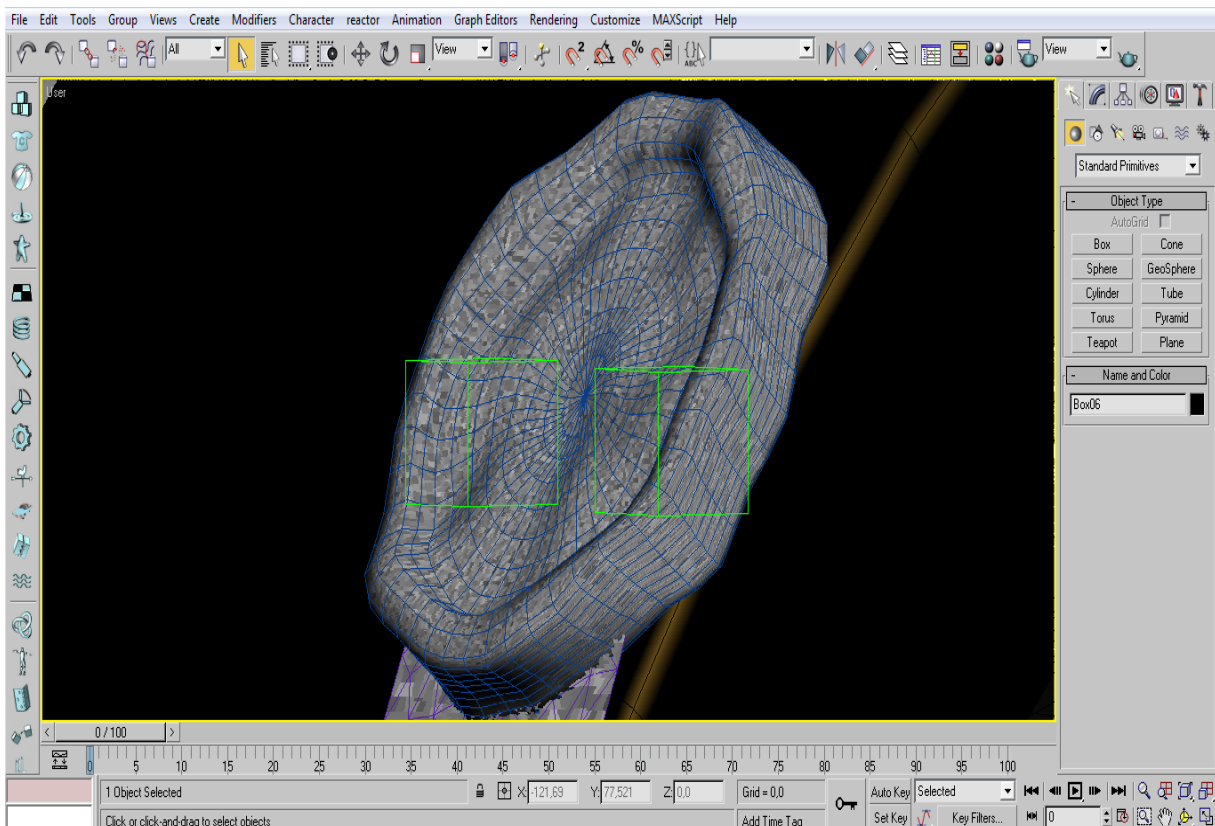 File Edit Tools Group Views Create Modifiers Character reactor Animation Graph Editors Rendering Customize MAXScript Help
All
View
ABC
View
User
Standard Primitives
- Object Type
AutoGrid
Box Cone
Sphere GeoSphere
Cylinder Tube
Torus Pyramid
Teapot Plane
- Name and Color
Box06
< 0 / 100 >
0 5 10 15 20 25 30 35 40 45 50 55 60 65 70 75 80 85 90 95 100
1 Object Selected X: -121,69 Y: 77,521 Z: 0,0 Grid = 0,0 Auto Key Selected
Click or click-and-drag to select objects Add Time Tag Set Key Key Filters... 0